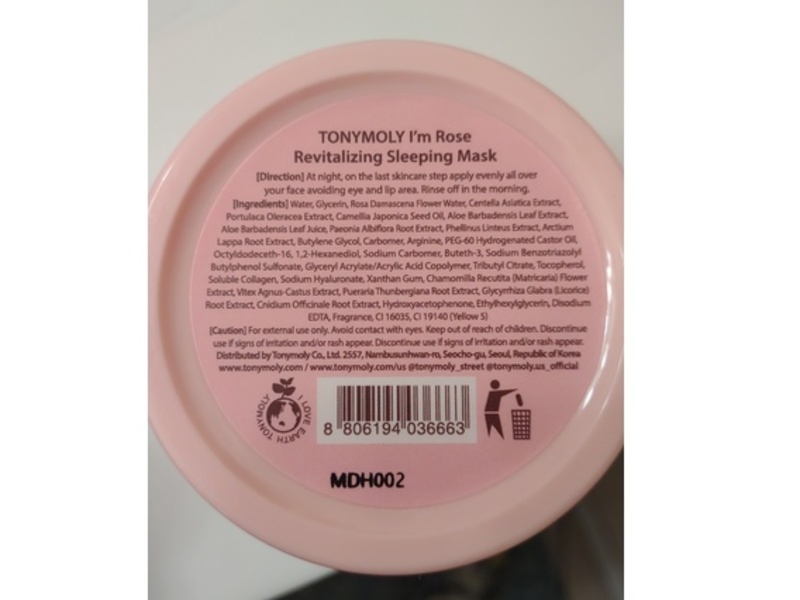 TONYMOLY I'm Rose
Revitalizing Sleeping Mask
[Direction] At night, on the last skincare step apply evenly all over
your face avoiding eye and lip area. Rinse off in the morning.
[Ingredients] Water, Glycerin, Rosa Damascena Flower Water, Centella Asiatica Extract,
Portulaca Oleracea Extract, Camellia Japonica Seed Oil, Aloe Barbadensis Leaf Extract,
Aloe Barbadensis Leaf Juice, Paeonia Albiflora Root Extract, Phellinus Linteus Extract, Arctium
Lappa Root Extract, Butylene Glycol, Carbomer, Arginine, PEG-60 Hydrogenated Castor Oil,
Octyldodeceth-16, 1,2-Hexanediol, Sodium Carbomer, Buteth-3, Sodium Benzotriazolyl
Butylphenol Sulfonate, Glyceryl Acrylate/Acrylic Acid Copolymer, Tributyl Citrate, Tocopherol,
Soluble Collagen, Sodium Hyaluronate, Xanthan Gum, Chamomilla Recutita (Matricaria) Flower
Extract, Vitex Agnus-Castus Extract, Pueraria Thunbergiana Root Extract, Glycyrrhiza Glabra (Licorice)
Root Extract, Cnidium Officinale Root Extract, Hydroxyacetophenone, Ethylhexylglycerin, Disodium
EDTA, Fragrance, CI 16035, CI 19140 (Yellow 5)
[Caution] For external use only. Avoid contact with eyes. Keep out of reach of children. Discontinue
use if signs of irritation and/or rash appear. Discontinue use if signs of irritation and/or rash appear.
Distributed by Tonymoly Co., Ltd. 2557, Nambusunhwan-ro, Seocho-gu, Seoul, Republic of Korea
www.tonymoly.com / www.tonymoly.com/us @tonymoly_street @tonymoly.us_official
I LOVE EARTH TONYMOLY
8 806194 036663
MDH002